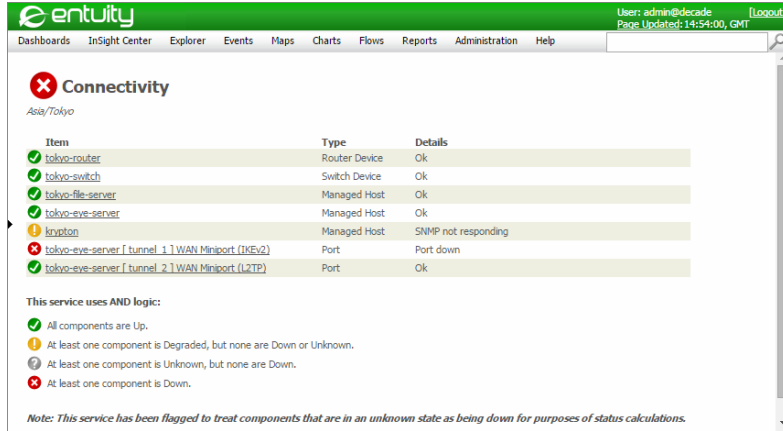 entuity
User: admin@decade [Logout
Page Updated: 14:54:00, GMT
Dashboards InSight Center Explorer Events Maps Charts Flows Reports Administration Help
Connectivity
Asia/Tokyo
Item Type Details
tokyo-router Router Device Ok
tokyo-switch Switch Device Ok
tokyo-file-server Managed Host Ok
tokyo-eye-server Managed Host Ok
krypton Managed Host SNMP not responding
tokyo-eye-server [ tunnel_1 ] WAN Miniport (IKEv2) Port Port down
tokyo-eye-server [ tunnel_2 ] WAN Miniport (L2TP) Port Ok
This service uses AND logic:
All components are Up.
At least one component is Degraded, but none are Down or Unknown.
At least one component is Unknown, but none are Down.
At least one component is Down.
Note: This service has been flagged to treat components that are in an unknown state as being down for purposes of status calculations.